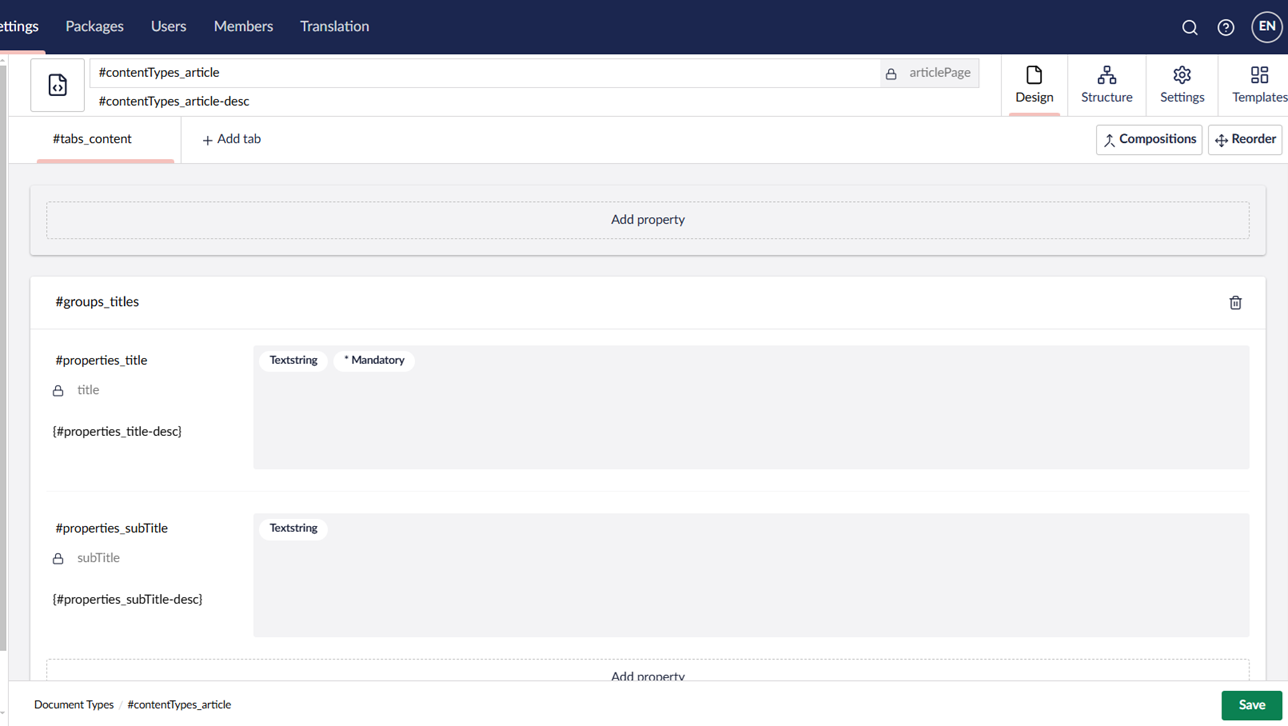 ettings Packages Users Members Translation EN
#contentTypes_article articlePage
#contentTypes_article-desc
Design Structure Settings Templates
#tabs_content + Add tab Compositions Reorder
Add property
#groups_titles
#properties_title Textstring * Mandatory
title
{#properties_title-desc}
#properties_subTitle Textstring
subTitle
{#properties_subTitle-desc}
Add property
Document Types / #contentTypes_article Save